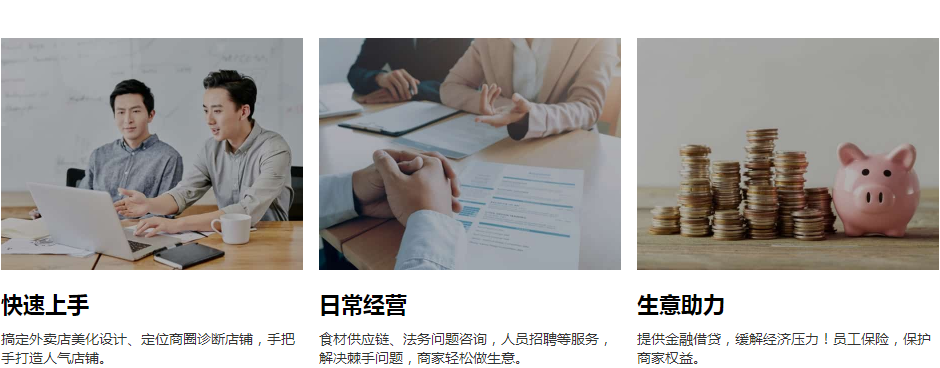 快速上手
搞定外卖店美化设计、定位商圈诊断店铺，手把
手打造人气店铺。
日常经营
食材供应链、法务问题咨询，人员招聘等服务，
解决棘手问题，商家轻松做生意。
生意助力
提供金融借贷，缓解经济压力！员工保险，保护
商家权益。